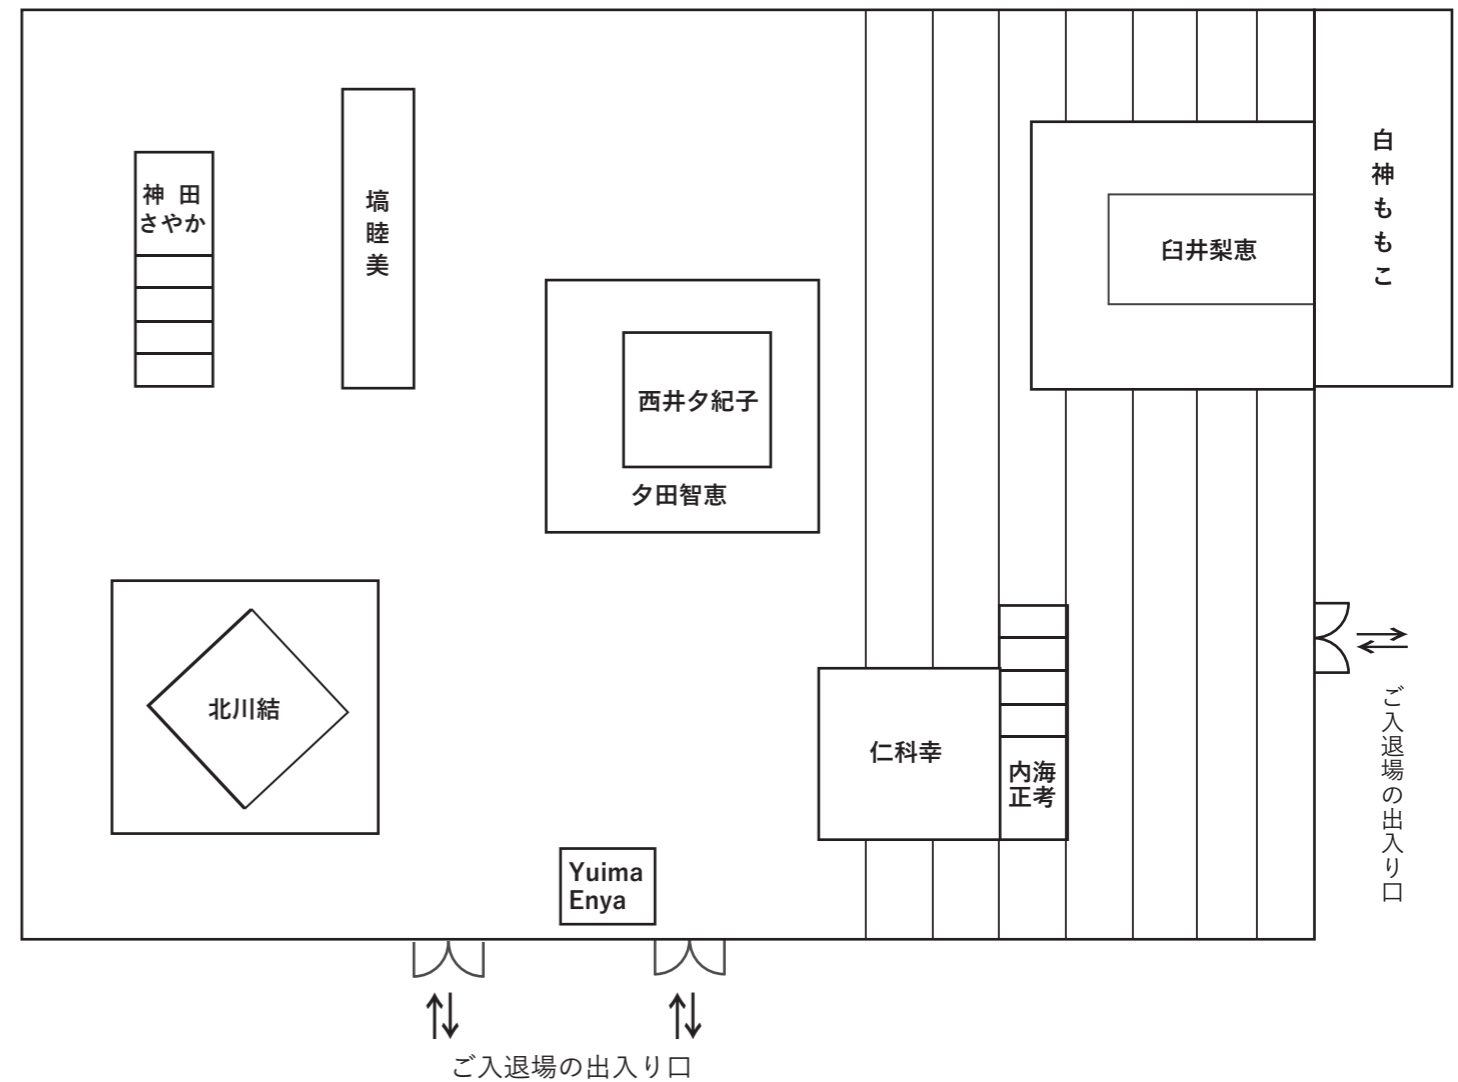 神 田
さやか
塙睦美
西井夕紀子
夕田智恵
臼井梨恵
白神ももこ
北川結
仁科幸
内海
正考
Yuima
Enya
ご入退場の出入り口
ご入退場の出入り口